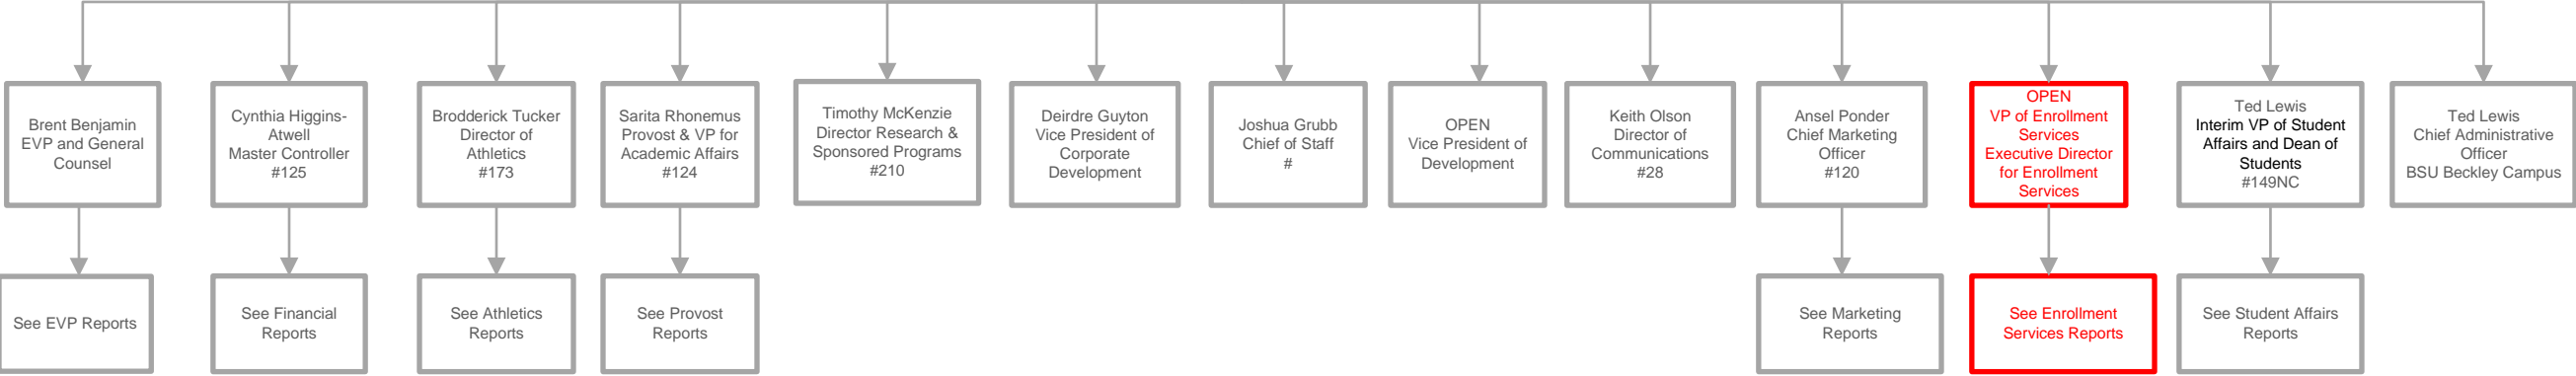 Brent Benjamin
EVP and General
Counsel
Cynthia Higgins-
Atwell
Master Controller
#125
Brodderick Tucker
Director of
Athletics
#173
Sarita Rhonemus
Provost & VP for
Academic Affairs
#124
Timothy McKenzie
Director Research &
Sponsored Programs
#210
Deirdre Guyton
Vice President of
Corporate
Development
Joshua Grubb
Chief of Staff
#
OPEN
Vice President of
Development
Keith Olson
Director of
Communications
#28
Ansel Ponder
Chief Marketing
Officer
#120
OPEN
VP of Enrollment
Services
Executive Director
for Enrollment
Services
Ted Lewis
Interim VP of Student
Affairs and Dean of
Students
#149NC
Ted Lewis
Chief Administrative
Officer
BSU Beckley Campus
See EVP Reports
See Financial
Reports
See Athletics
Reports
See Provost
Reports
See Marketing
Reports
See Enrollment
Services Reports
See Student Affairs
Reports